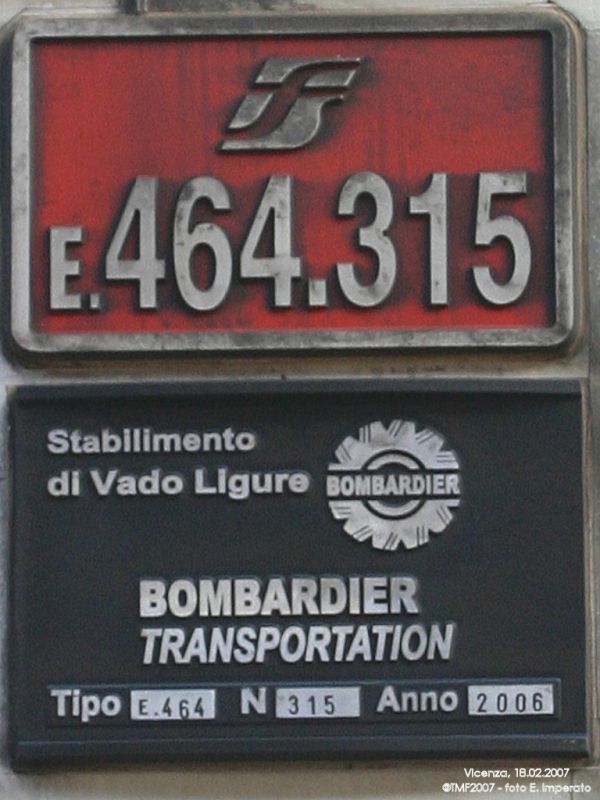 FS
E.464.315
Stabilimento
di Vado Ligure
BOMBARDIER
BOMBARDIER
TRANSPORTATION
Tipo E.464 N 315 Anno 2006
Vicenza, 18.02.2007
©TMF2007 - foto E. Imperato